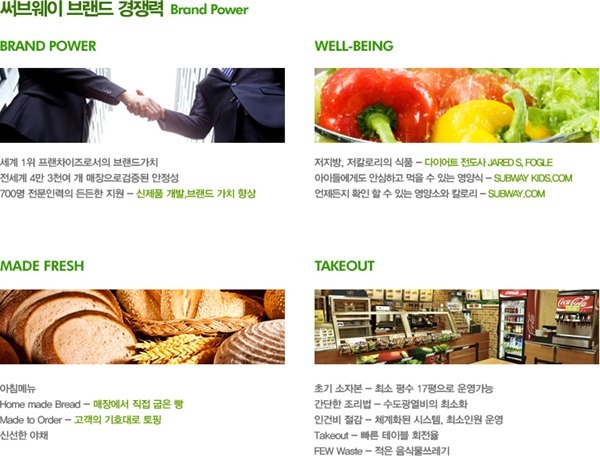 써브웨이 브랜드 경쟁력 Brand Power
BRAND POWER
세계 1위 프랜차이즈로서의 브랜드가치
전세계 4만 3천여 개 매장으로검증된 안정성
700명 전문인력의 든든한 지원 – 신제품 개발,브랜드 가치 향상
WELL-BEING
저지방, 저칼로리의 식품 – 다이어트 전도사 JARED S, FOGLE
아이들에게도 안심하고 먹을 수 있는 영양식 – SUBWAY KIDS.COM
언제든지 확인 할 수 있는 영양소와 칼로리 – SUBWAY.COM
MADE FRESH
아침메뉴
Home made Bread – 매장에서 직접 굽은 빵
Made to Order – 고객의 기호대로 토핑
신선한 야채
TAKEOUT
Coca-Cola
초기 소자본 – 최소 평수 17평으로 운영가능
간단한 조리법 – 수도광열비의 최소화
인건비 절감 – 체계화된 시스템, 최소인원 운영
Takeout – 빠른 테이블 회전율
FEW Waste – 적은 음식물쓰레기